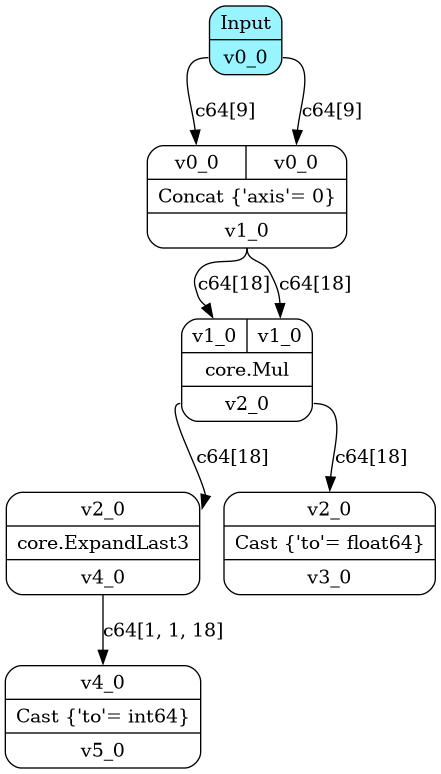 Input
v0_0
c64[9] c64[9]
v0_0 v0_0
Concat {'axis'= 0}
v1_0
c64[18] c64[18]
v1_0 v1_0
core.Mul
v2_0
c64[18] c64[18]
v2_0 v2_0
core.ExpandLast3 Cast {'to'= float64}
v4_0 v3_0
c64[1, 1, 18]
v4_0
Cast {'to'= int64}
v5_0